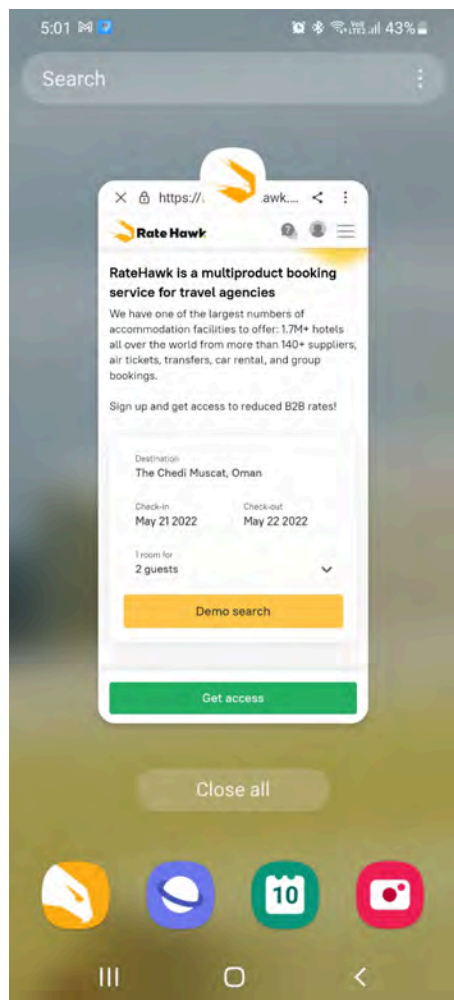 5:01
43%
Search
https://. awk....
Rate Hawk
RateHawk is a multiproduct booking
service for travel agencies
We have one of the largest numbers of
accommodation facilities to offer: 1.7M+ hotels
all over the world from more than 140+ suppliers,
air tickets, transfers, car rental, and group
bookings.
Sign up and get access to reduced B2B rates!
Destination
The Chedi Muscat, Oman
Check-in Check-out
May 21 2022 May 22 2022
1 room for
2 guests
Demo search
Get access
Close all
10